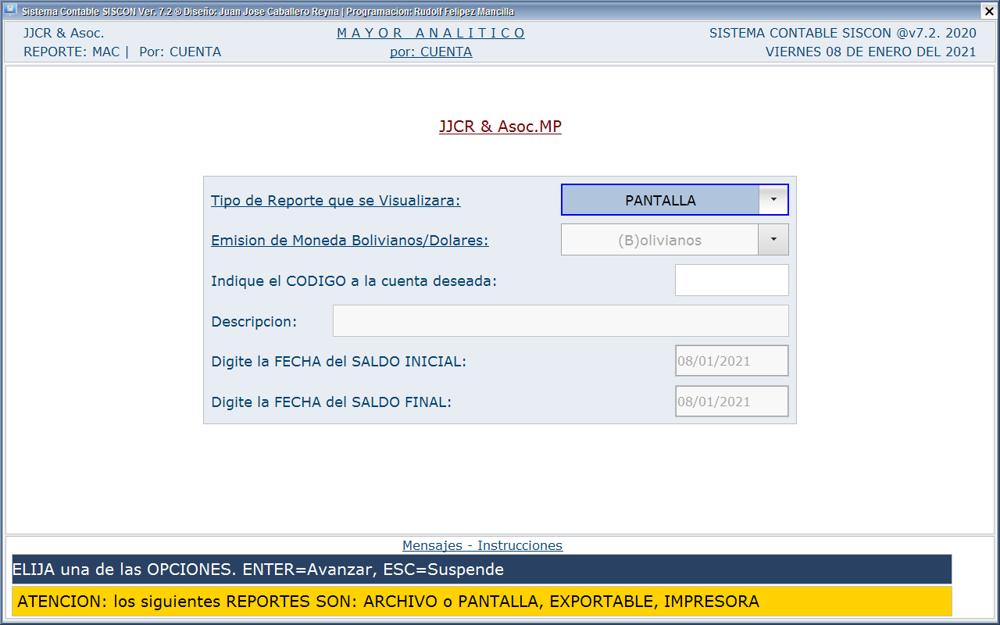 Sistema Contable SISCON Ver. 7.2 ® Diseño: Juan Jose Caballero Reyna | Programacion: Rudolf Felipez Mancilla
JJCR & Asoc.
M A Y O R   A N A L I T I C O
SISTEMA CONTABLE SISCON @v7.2. 2020
REPORTE: MAC |  Por: CUENTA
por: CUENTA
VIERNES 08 DE ENERO DEL 2021
JJCR & Asoc.MP
Tipo de Reporte que se Visualizara: PANTALLA
Emision de Moneda Bolivianos/Dolares: (B)olivianos
Indique el CODIGO a la cuenta deseada:
Descripcion:
Digite la FECHA del SALDO INICIAL: 08/01/2021
Digite la FECHA del SALDO FINAL: 08/01/2021
Mensajes - Instrucciones
ELIJA una de las OPCIONES. ENTER=Avanzar, ESC=Suspende
ATENCION: los siguientes REPORTES SON: ARCHIVO o PANTALLA, EXPORTABLE, IMPRESORA